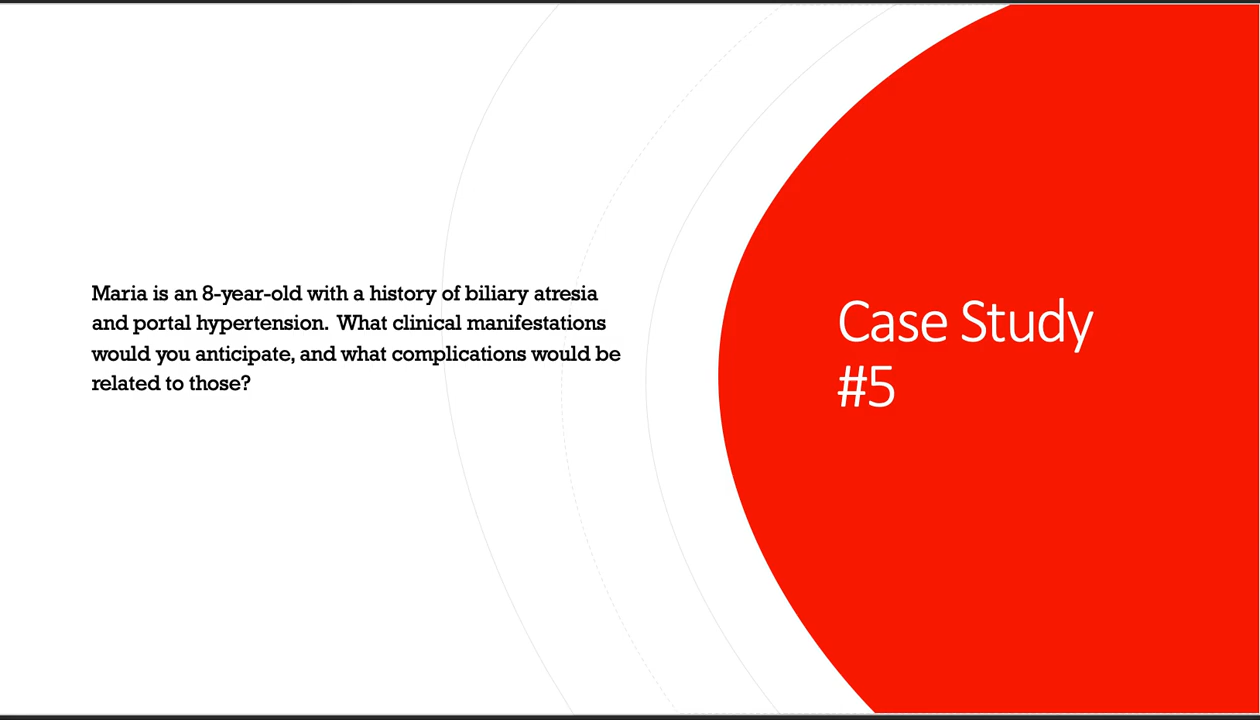 Maria is an 8-year-old with a history of biliary atresia
and portal hypertension. What clinical manifestations
would you anticipate, and what complications would be
related to those?
Case Study
#5